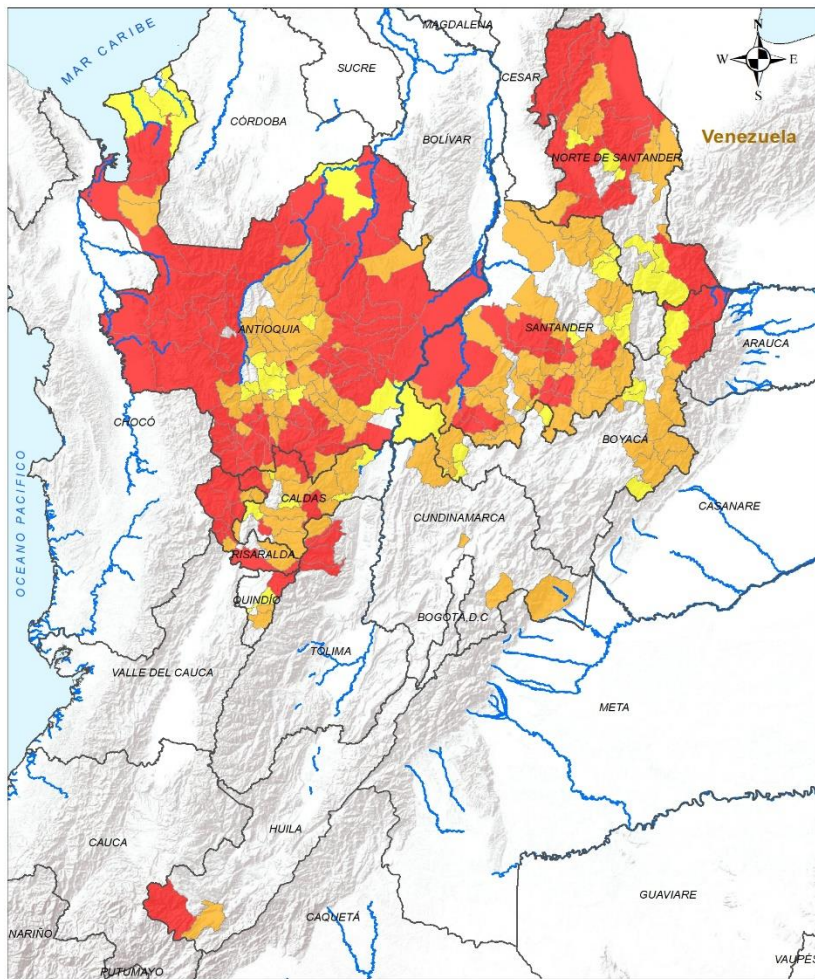 MAGDALENA
N
W E
S
MAR CARIBE
SUCRE
CESAR
CÓRDOBA
BOLÍVAR
Venezuela
NORTE DE SANTANDER
ANTIOQUIA
SANTANDER
ARAUCA
CHOCÓ
BOYACÁ
OCEANO PACIFICO
CALDAS
CUNDINAMARCA
CASANARE
RISARALDA
QUINDÍO
BOGOTÁ D.C
TOLIMA
VALLE DEL CAUCA
META
HUILA
CAUCA
GUAVIARE
CAQUETÁ
NARIÑO
PUTUMAYO
VAUPÉS